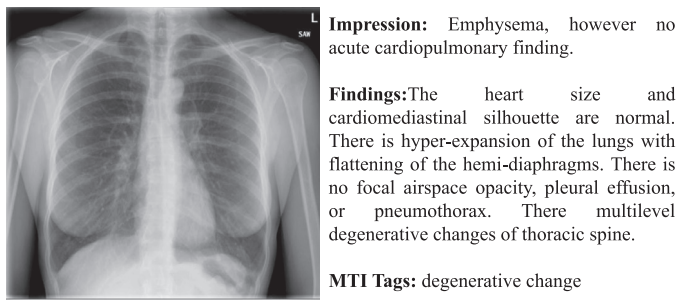 L
SAW
Impression: Emphysema, however no
acute cardiopulmonary finding.
Findings:The heart size and
cardiomediastinal silhouette are normal.
There is hyper-expansion of the lungs with
flattening of the hemi-diaphragms. There is
no focal airspace opacity, pleural effusion,
or pneumothorax. There multilevel
degenerative changes of thoracic spine.
MTI Tags: degenerative change